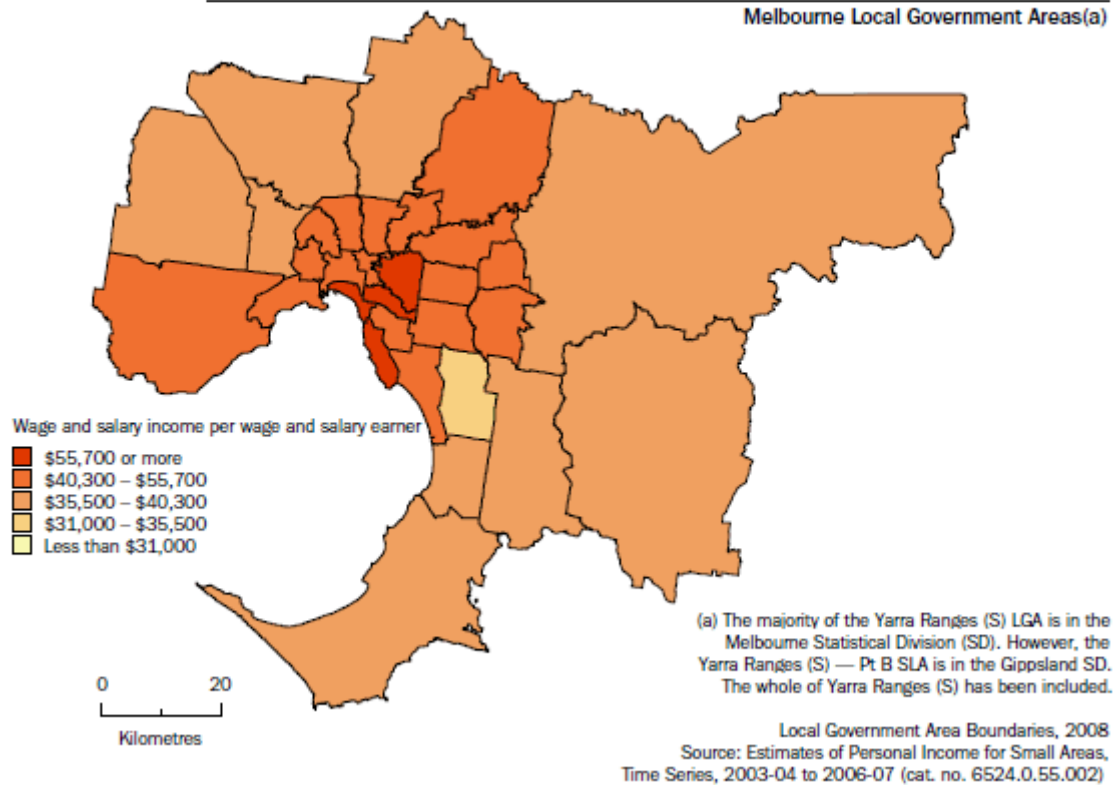 Melbourne Local Government Areas(a)
Wage and salary income per wage and salary earner
$55,700 or more
$40,300 – $55,700
$35,500 – $40,300
$31,000 – $35,500
Less than $31,000
0 20
Kilometres
(a) The majority of the Yarra Ranges (S) LGA is in the
Melbourne Statistical Division (SD). However, the
Yarra Ranges (S) — Pt B SLA is in the Gippsland SD.
The whole of Yarra Ranges (S) has been included.
Local Government Area Boundaries, 2008
Source: Estimates of Personal Income for Small Areas,
Time Series, 2003-04 to 2006-07 (cat. no. 6524.0.55.002)